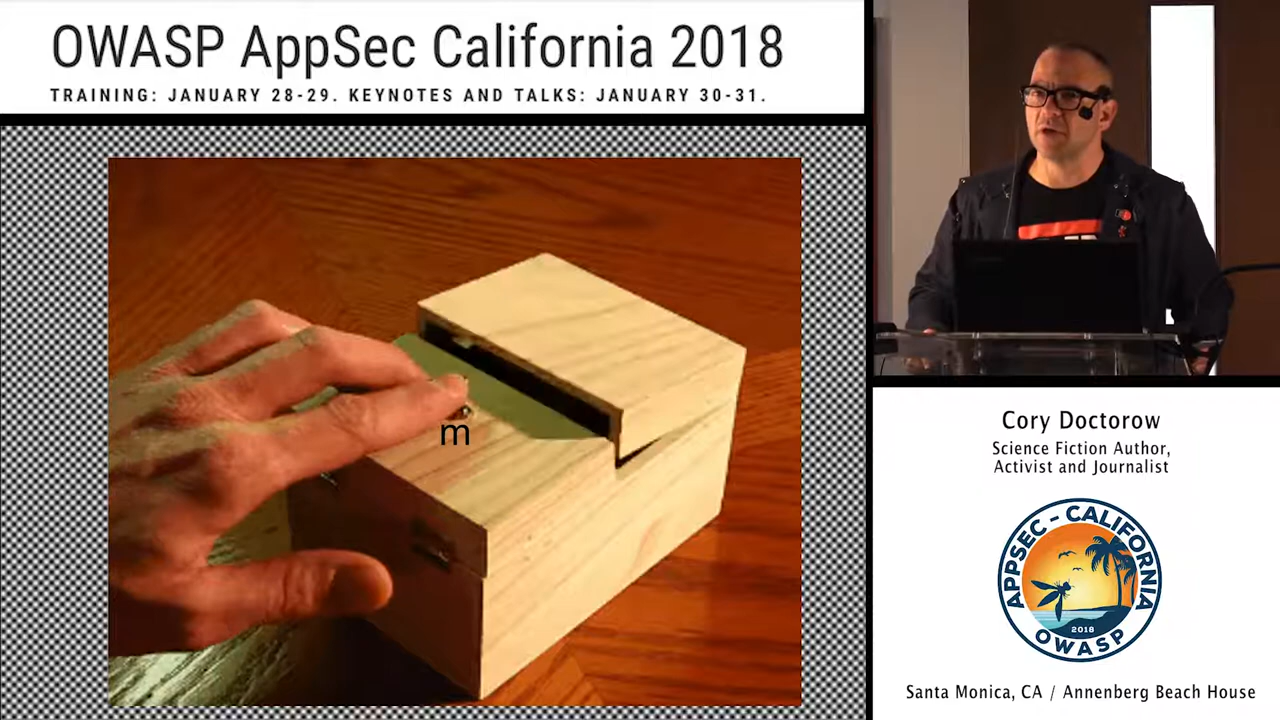 OWASP AppSec California 2018
TRAINING: JANUARY 28-29. KEYNOTES AND TALKS: JANUARY 30-31.
m
Cory Doctorow
Science Fiction Author,
Activist and Journalist
APPSEC - CALIFORNIA
2018
OWASP
Santa Monica, CA / Annenberg Beach House